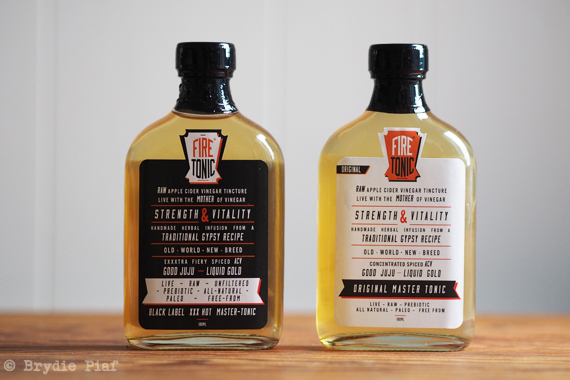 FIRE
TONIC
RAW APPLE CIDER VINEGAR TINCTURE
LIVE WITH THE MOTHER OF VINEGAR
STRENGTH & VITALITY
HANDMADE HERBAL INFUSION FROM A
TRADITIONAL GYPSY RECIPE
OLD-WORLD-NEW-BREED
XXXXTRA FIERY SPICED ACV
GOOD JUJU - LIQUID GOLD
LIVE - RAW - UNFILTERED
- PREBIOTIC - ALL-NATURAL -
PALEO - FREE-FROM
BLACK LABEL XXX HOT MASTER-TONIC
FIRE
TONIC
ORIGINAL
RAW APPLE CIDER VINEGAR TINCTURE
LIVE WITH THE MOTHER OF VINEGAR
STRENGTH & VITALITY
HANDMADE HERBAL INFUSION FROM A
TRADITIONAL GYPSY RECIPE
OLD-WORLD-NEW-BREED
CONCENTRATED SPICED ACV
GOOD JUJU - LIQUID GOLD
ORIGINAL MASTER TONIC
LIVE - RAW - PREBIOTIC
ALL NATURAL - PALEO - FREE FROM
© Brydie Piaf